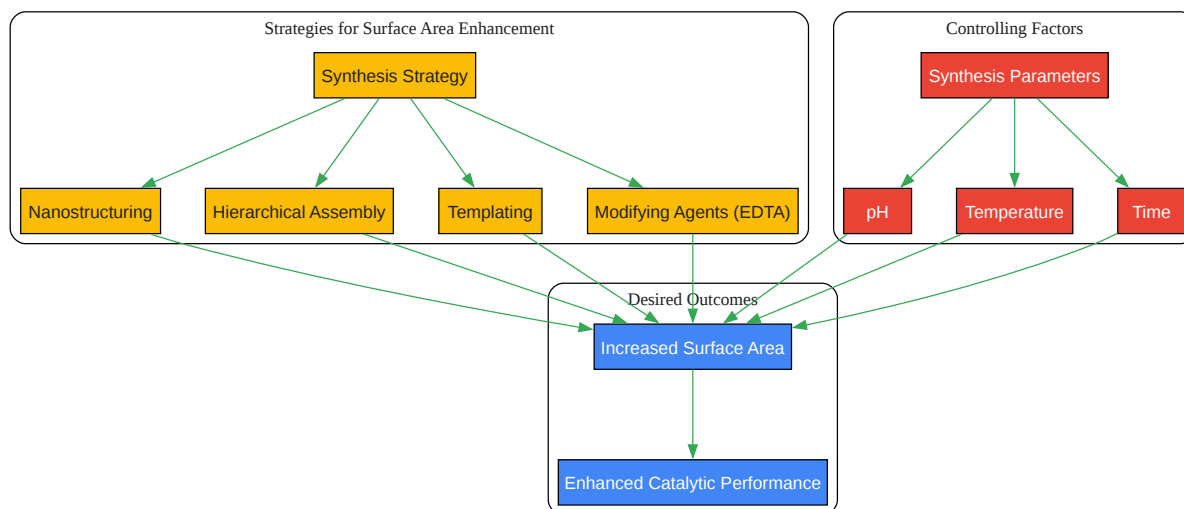 Strategies for Surface Area Enhancement
Controlling Factors
Synthesis Strategy
Synthesis Parameters
Nanostructuring
Hierarchical Assembly
Templating
Modifying Agents (EDTA)
pH
Temperature
Time
Desired Outcomes
Increased Surface Area
Enhanced Catalytic Performance